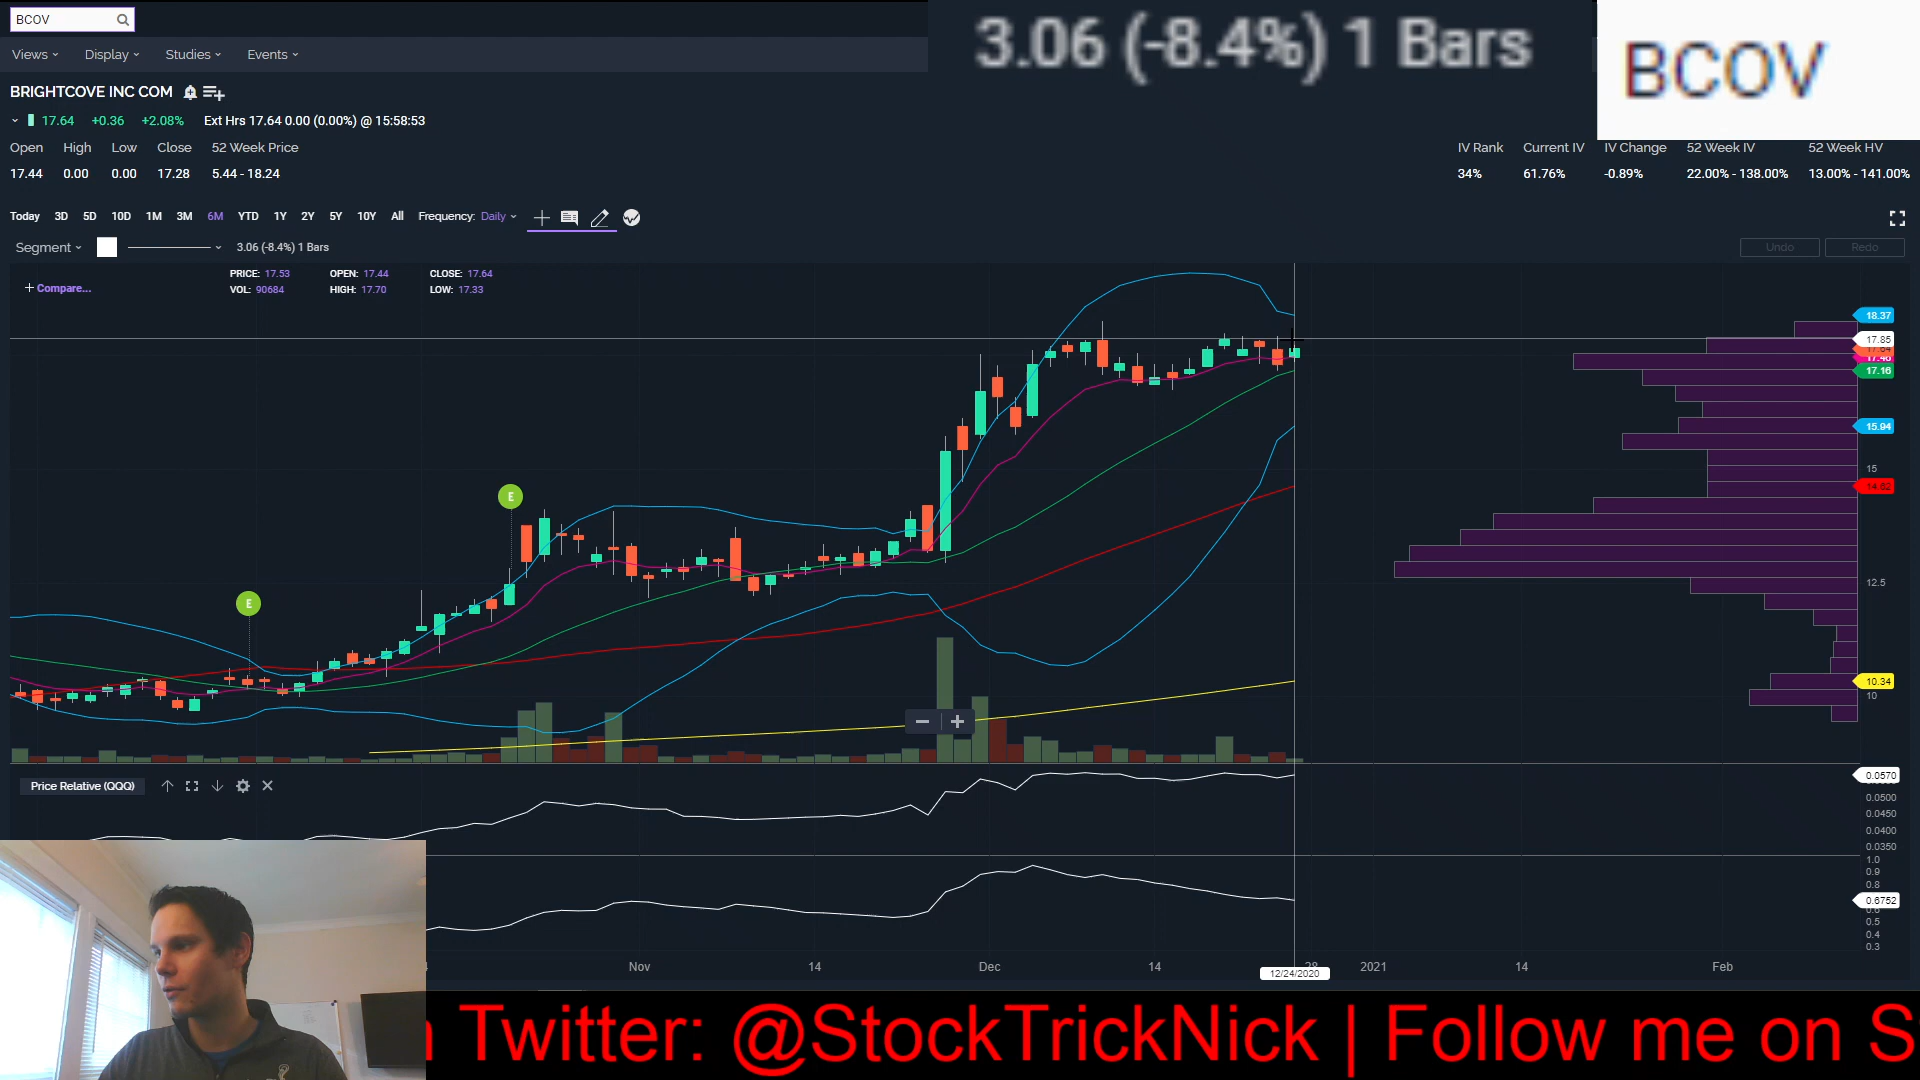 BCOV
3.06 (-8.4%) 1 Bars
BCOV
Views Display Studies Events
BRIGHTCOVE INC COM
17.64 +0.36 +2.08% Ext Hrs 17.64 0.00 (0.00%) @ 15:58:53
Open High Low Close 52 Week Price
17.44 0.00 0.00 17.28 5.44 - 18.24
IV Rank Current IV IV Change 52 Week IV 52 Week HV
34% 61.76% -0.89% 22.00% - 138.00% 13.00% - 141.00%
Today 3D 5D 10D 1M 3M 6M YTD 1Y 2Y 5Y 10Y All Frequency: Daily
Segment 3.06 (-8.4%) 1 Bars Undo Redo
+ Compare...
PRICE: 17.53 OPEN: 17.44 CLOSE: 17.64
VOL: 90684 HIGH: 17.70 LOW: 17.33
18.37
17.85
17.16
15.94
15
14.62
12.5
10.34
10
E
E
Price Relative (QQQ)
0.0570
0.0500
0.0450
0.0400
0.0350
1.0
0.9
0.8
0.6752
0.5
0.4
0.3
Nov 14 Dec 14 28 2021 14 Feb
12/24/2020
Twitter: @StockTrickNick | Follow me on S